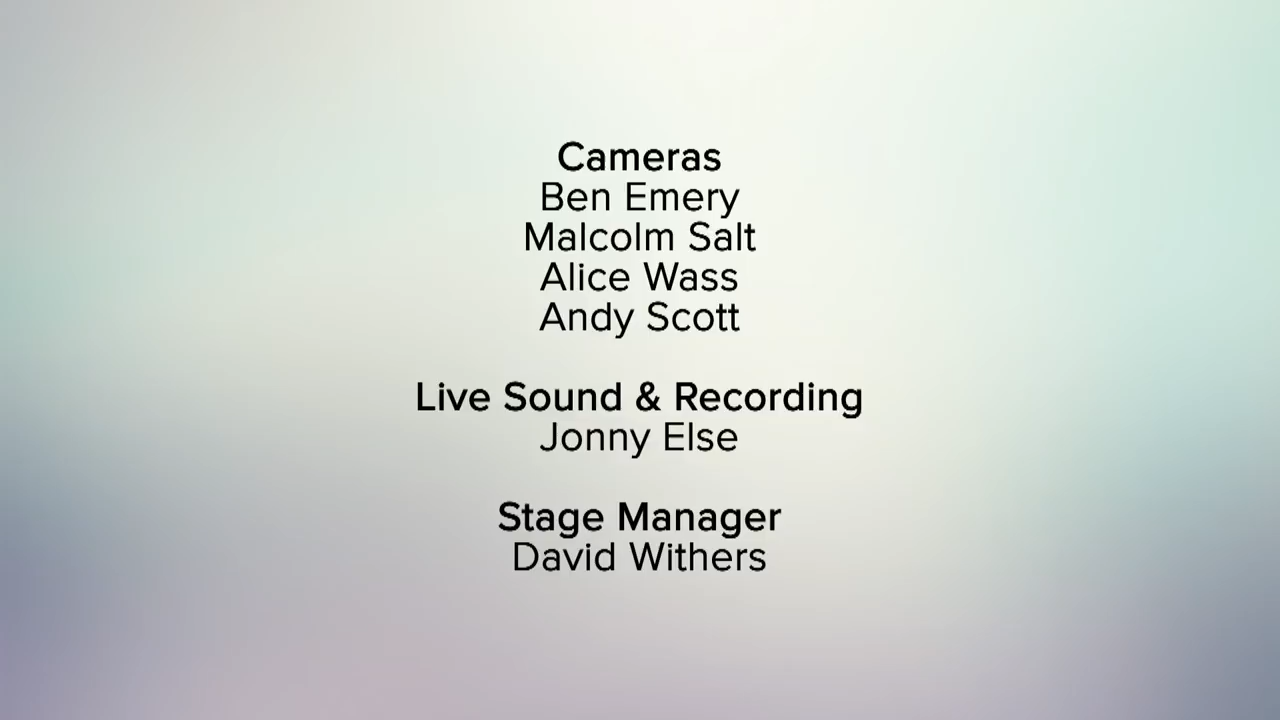 Cameras
Ben Emery
Malcolm Salt
Alice Wass
Andy Scott
Live Sound & Recording
Jonny Else
Stage Manager
David Withers